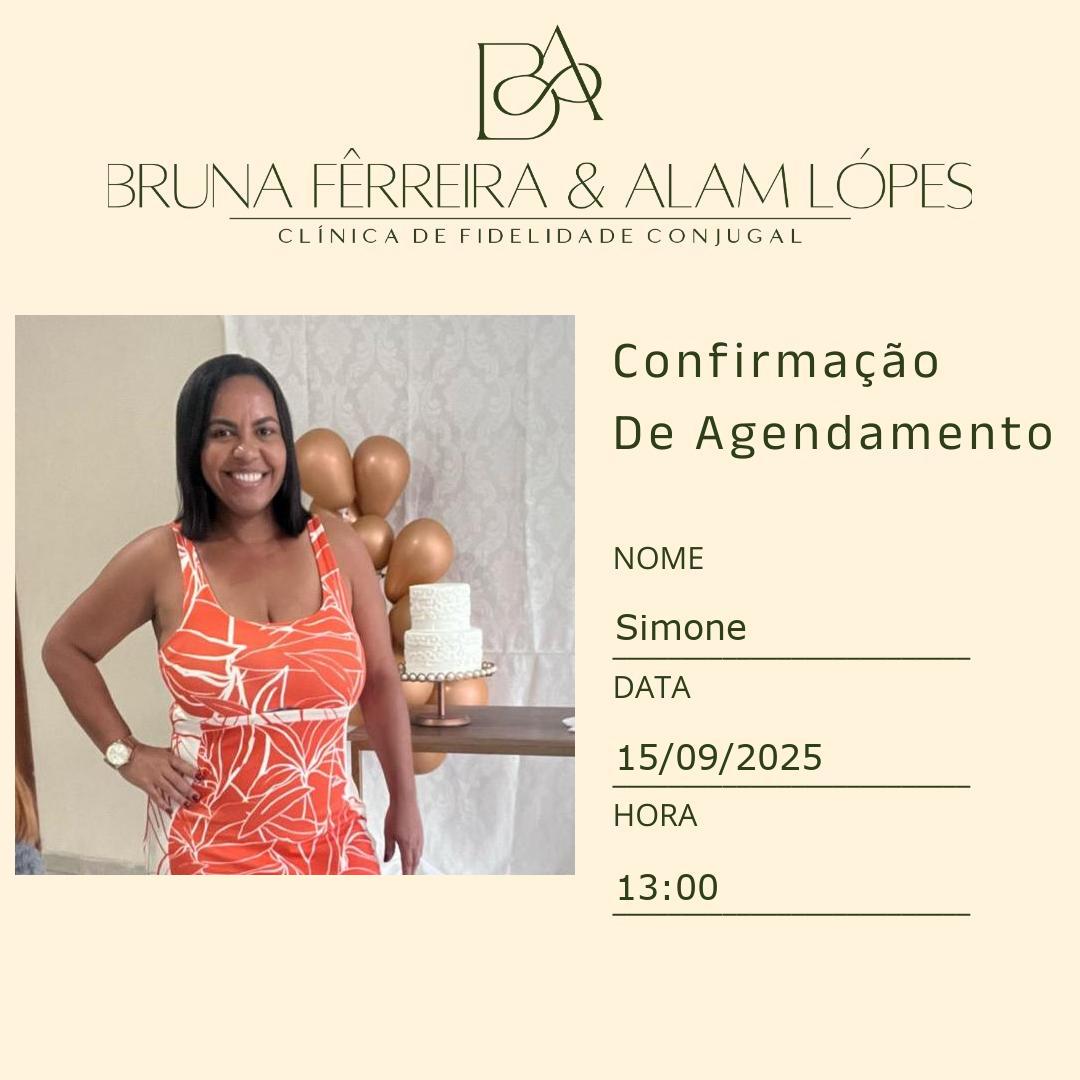 BA
BRUNA FÊRREIRA & ALAM LÓPES
CLÍNICA DE FIDELIDADE CONJUGAL
Confirmação
De Agendamento
NOME
Simone
DATA
15/09/2025
HORA
13:00